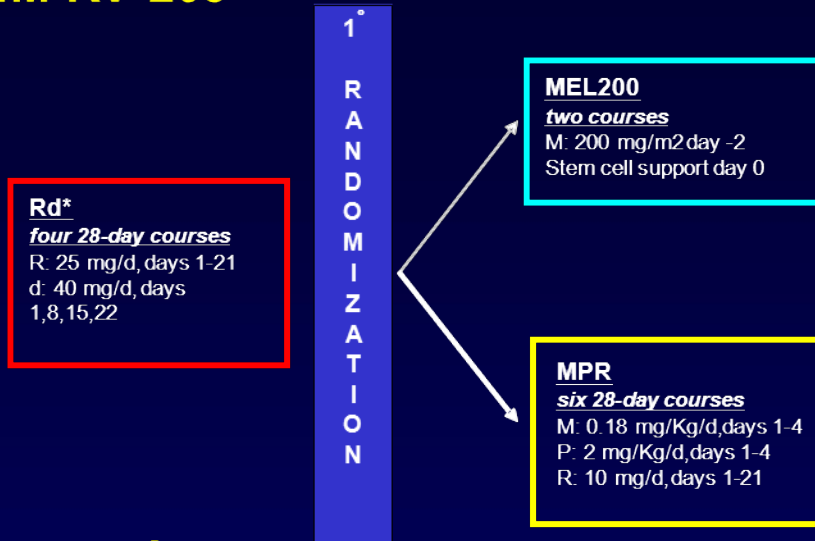 Rd*
four 28-day courses
R: 25 mg/d, days 1-21
d: 40 mg/d, days
1,8,15,22
1°
R
A
N
D
O
M
I
Z
A
T
I
O
N
MEL200
two courses
M: 200 mg/m2 day -2
Stem cell support day 0
MPR
six 28-day courses
M: 0.18 mg/Kg/d,days 1-4
P: 2 mg/Kg/d,days 1-4
R: 10 mg/d,days 1-21